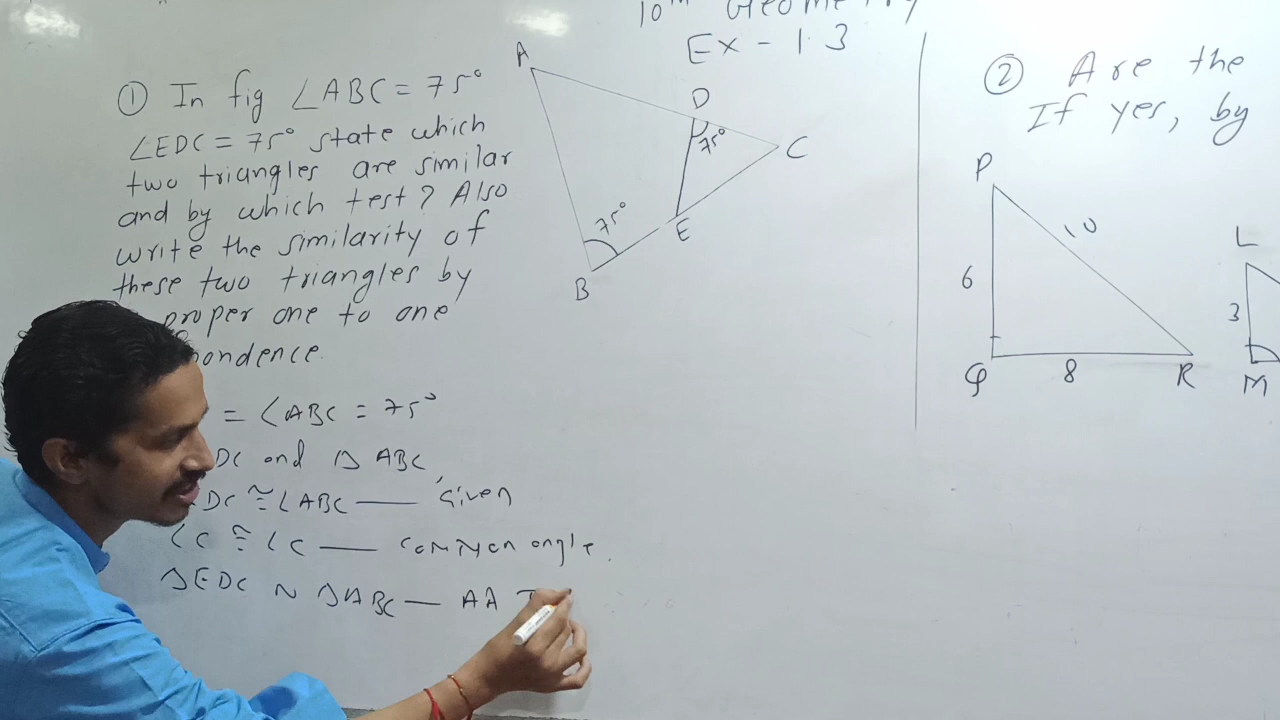 10th Geometry
Ex - 1.3
① In fig ∠ABC = 75°
∠EDC = 75° state which
two triangles are similar
and by which test? Also
write the similarity of
these two triangles by
proper one to one
ondence.
= ∠ABC = 75°
DC and △ ABC
DC ≅ ∠ABC — Given
∠C ≅ ∠C — common angle.
△EDC ~ △ABC — AA T
A
D
75°
C
75°
E
B
② Are the
If yes, by
P
10
6
Q
8
R
L
3
M